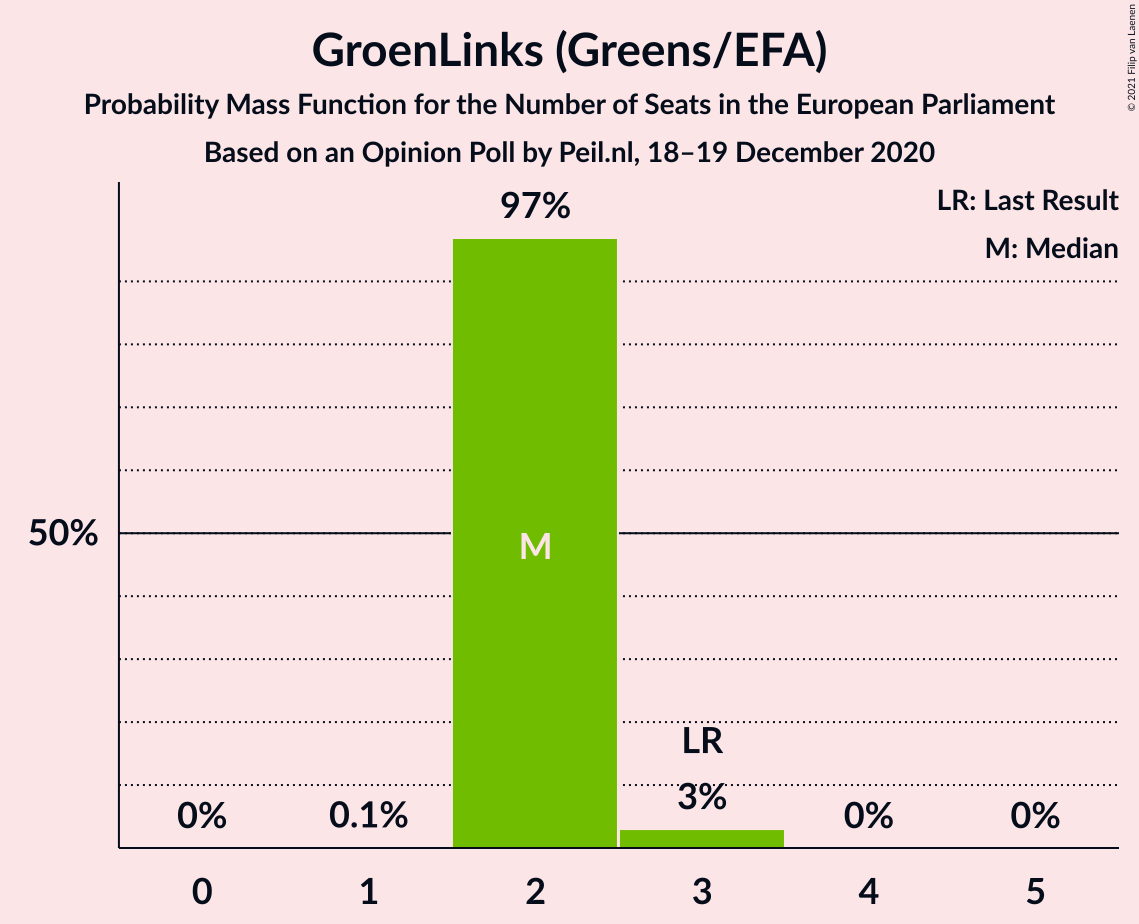 GroenLinks (Greens/EFA)
Probability Mass Function for the Number of Seats in the European Parliament
Based on an Opinion Poll by Peil.nl, 18–19 December 2020
© 2021 Filip van Laenen
LR: Last Result
M: Median
97%
50%
M
LR
0%
0.1%
3%
0%
0%
0
1
2
3
4
5